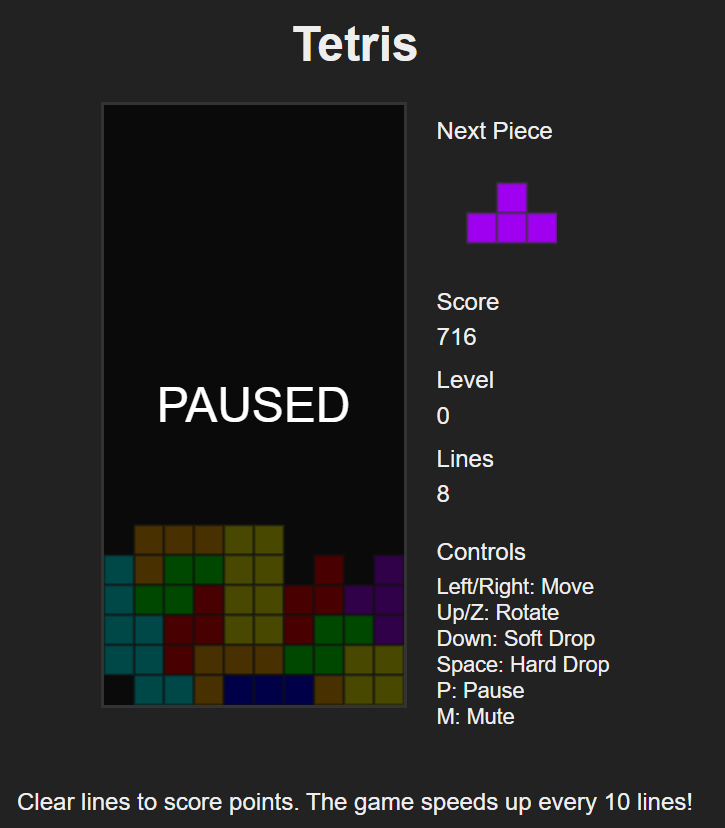 Tetris
Next Piece
Score
716
Level
0
PAUSED
Lines
8
Controls
Left/Right: Move
Up/Z: Rotate
Down: Soft Drop
Space: Hard Drop
P: Pause
M: Mute
Clear lines to score points. The game speeds up every 10 lines!